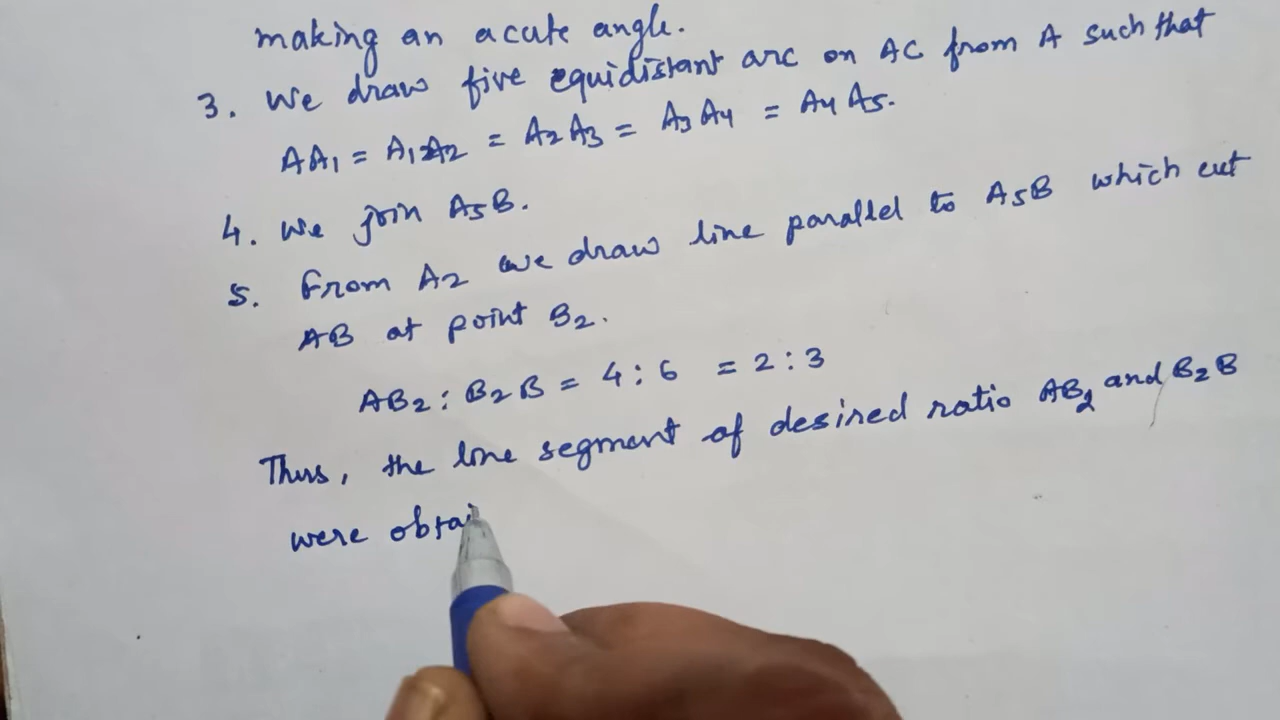 making an acute angle.
3. We draw five equidistant arc on AC from A such that
AA1 = A1A2 = A2A3 = A3A4 = A4A5.
4. We join A5B.
5. From A2 we draw line parallel to A5B which cut
AB at point B2.
AB2 : B2B = 4 : 6 = 2 : 3
Thus, the line segment of desired ratio AB2 and B2B
were obtai